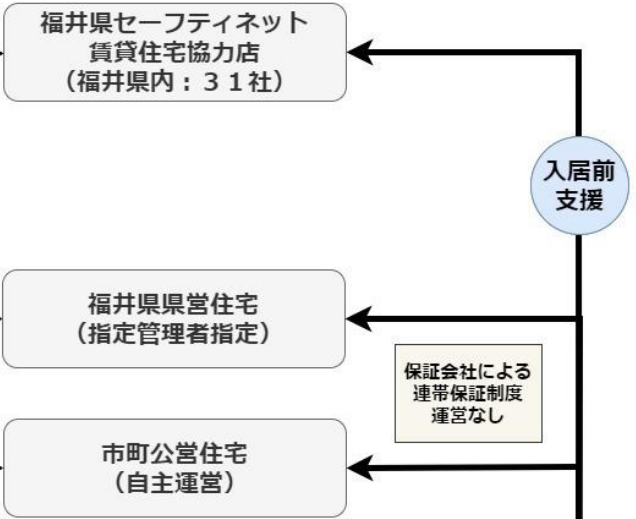 福井県セーフティネット
賃貸住宅協力店
（福井県内：３１社）
入居前
支援
福井県県営住宅
（指定管理者指定）
保証会社による
連帯保証制度
運営なし
市町公営住宅
（自主運営）